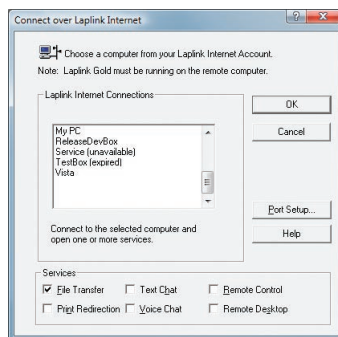 Connect over Laplink Internet
Choose a computer from your Laplink Internet Account.
Note: Laplink Gold must be running on the remote computer.
Laplink Internet Connections
OK
My PC
ReleaseDevBox
Service (unavailable)
TestBox (expired)
Vista
Cancel
Connect to the selected computer and
open one or more services.
Port Setup...
Help
Services
File Transfer Text Chat Remote Control
Print Redirection Voice Chat Remote Desktop